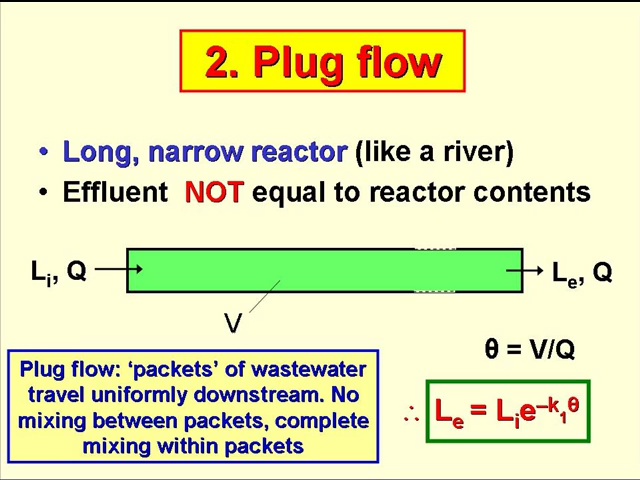 2. Plug flow
• Long, narrow reactor (like a river)
• Effluent NOT equal to reactor contents
Lᵢ, Q
Lₑ, Q
V
θ = V/Q
Plug flow: ‘packets’ of wastewater
travel uniformly downstream. No
mixing between packets, complete
mixing within packets
∴ Lₑ = Lᵢe^–k₁θ